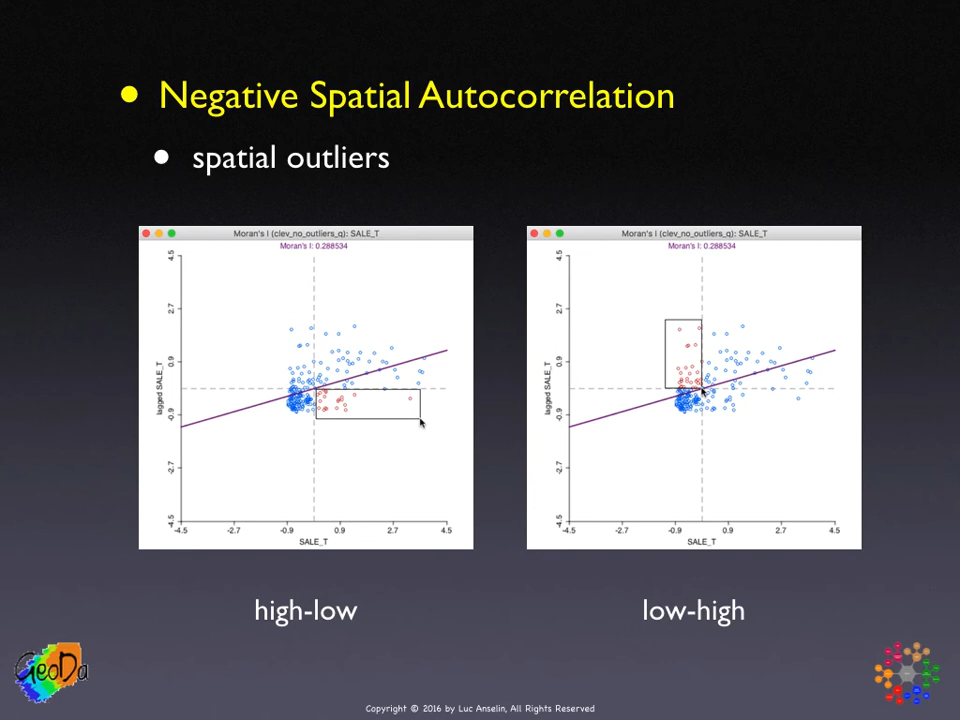 • Negative Spatial Autocorrelation
• spatial outliers
Moran's I (clev_no_outliers_q): SALE_T
Moran's I: 0.288534
4.5
2.7
0.9
-0.9
-2.7
-4.5
lagged SALE_T
-4.5 -2.7 -0.9 0.9 2.7 4.5
SALE_T
Moran's I (clev_no_outliers_q): SALE_T
Moran's I: 0.288534
4.5
2.7
0.9
-0.9
-2.7
-4.5
lagged SALE_T
-4.5 -2.7 -0.9 0.9 2.7 4.5
SALE_T
high-low
low-high
GeoDa
Copyright © 2016 by Luc Anselin, All Rights Reserved